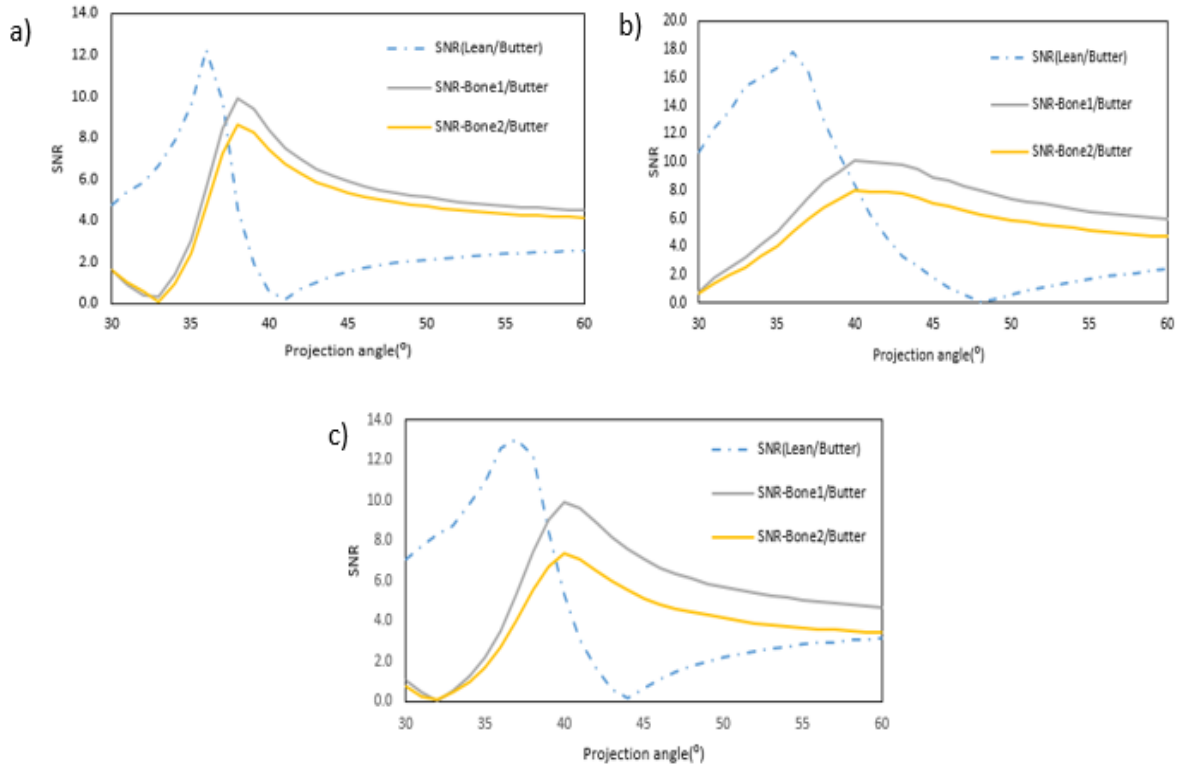 a)
14.0
12.0
10.0
8.0
6.0
4.0
2.0
0.0
SNR
30 35 40 45 50 55 60
Projection angle(⁰)
SNR(Lean/Butter)
SNR-Bone1/Butter
SNR-Bone2/Butter
b)
20.0
18.0
16.0
14.0
12.0
10.0
8.0
6.0
4.0
2.0
0.0
SNR
30 35 40 45 50 55 60
Projection angle(⁰)
SNR(Lean/Butter)
SNR-Bone1/Butter
SNR-Bone2/Butter
c)
14.0
12.0
10.0
8.0
6.0
4.0
2.0
0.0
SNR
30 35 40 45 50 55 60
Projection angle(⁰)
SNR(Lean/Butter)
SNR-Bone1/Butter
SNR-Bone2/Butter